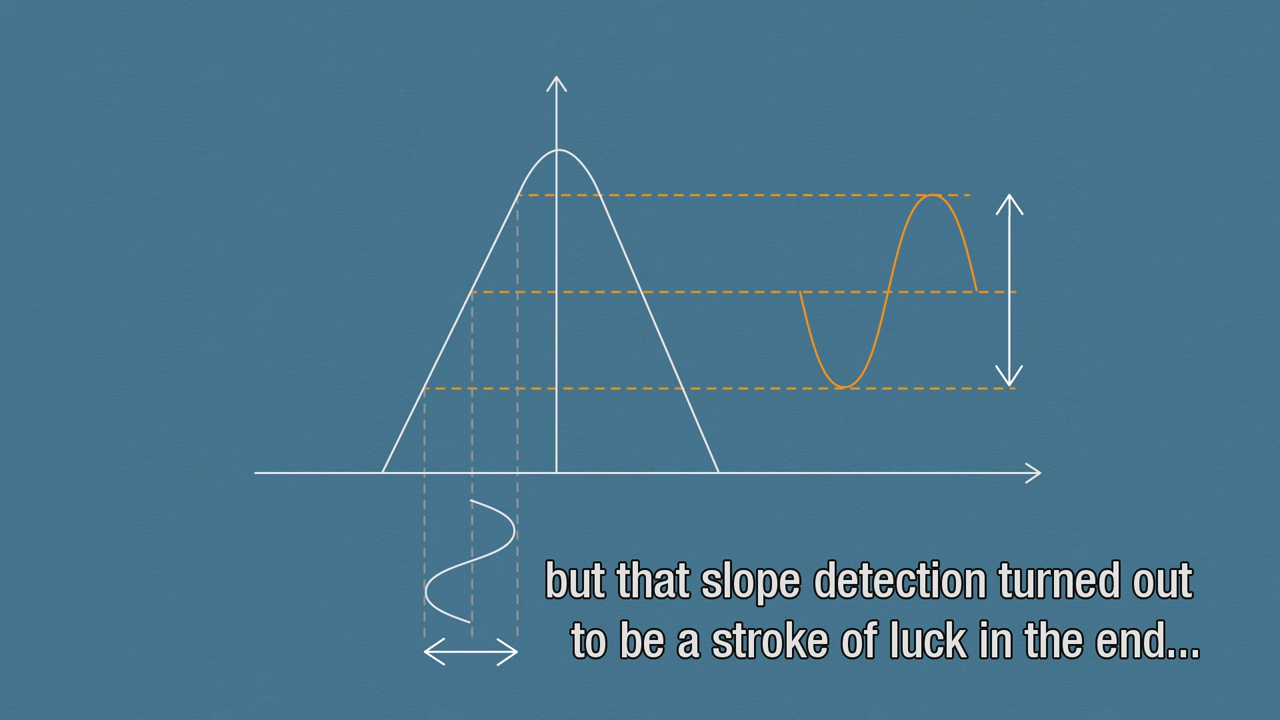 but that slope detection turned out
to be a stroke of luck in the end...